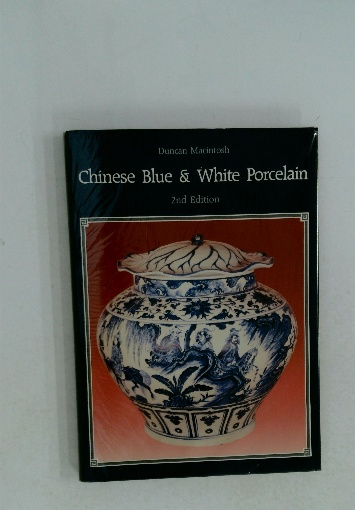 Duncan Macintosh
Chinese Blue & White Porcelain
2nd Edition